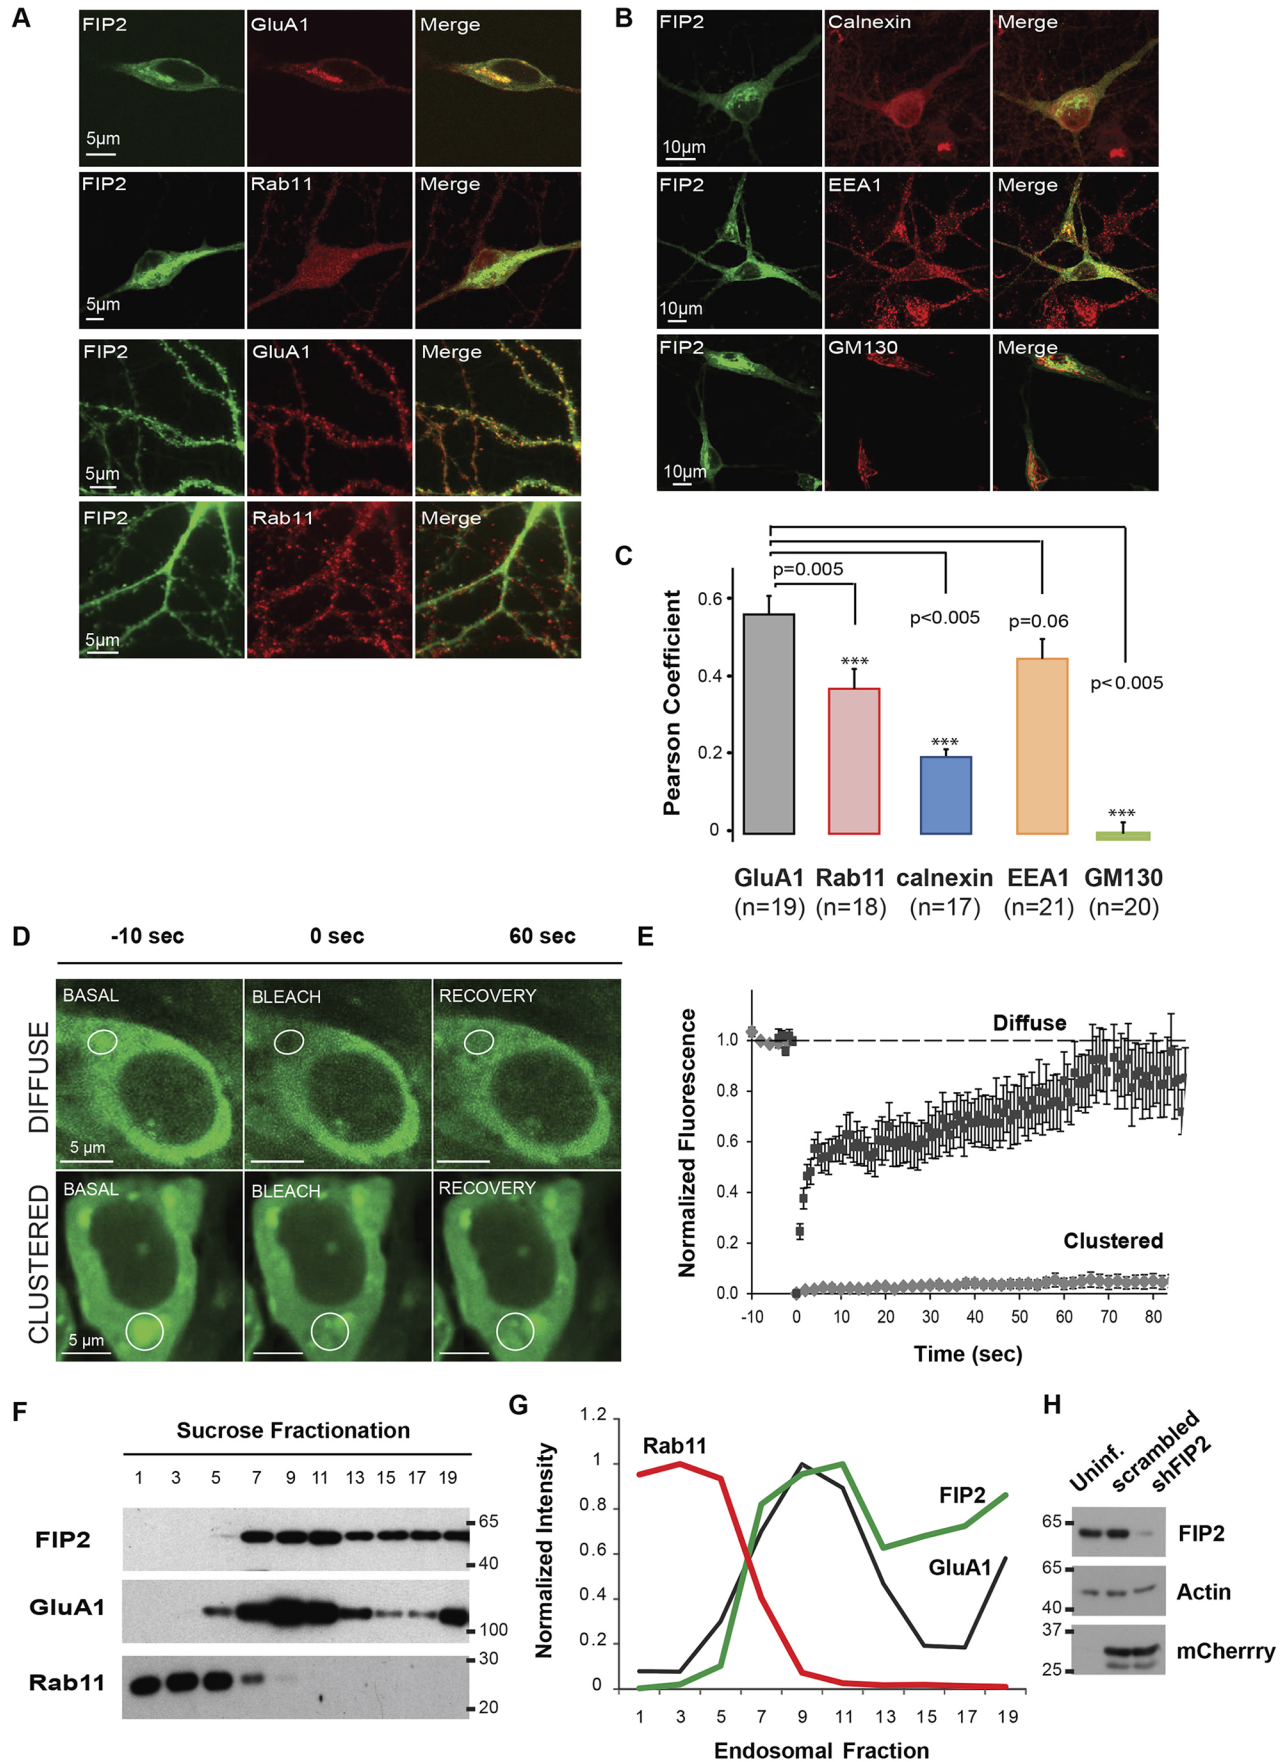 A
FIP2 GluA1 Merge
5µm
FIP2 Rab11 Merge
5µm
FIP2 GluA1 Merge
5µm
FIP2 Rab11 Merge
5µm
B
FIP2 Calnexin Merge
10µm
FIP2 EEA1 Merge
10µm
FIP2 GM130 Merge
10µm
C
Pearson Coefficient
0.6
0.4
0.2
0
p=0.005
p<0.005
p=0.06
p<0.005
***
***
***
GluA1 Rab11 calnexin EEA1 GM130
(n=19) (n=18) (n=17) (n=21) (n=20)
D
-10 sec 0 sec 60 sec
DIFFUSE
BASAL BLEACH RECOVERY
5 µm
CLUSTERED
BASAL BLEACH RECOVERY
5 µm
E
Normalized Fluorescence
1.0
0.8
0.6
0.4
0.2
0.0
Diffuse
Clustered
-10 0 10 20 30 40 50 60 70 80
Time (sec)
F
Sucrose Fractionation
1 3 5 7 9 11 13 15 17 19
FIP2
65
40
GluA1
100
Rab11
30
20
G
Normalized Intensity
1.2
1
0.8
0.6
0.4
0.2
0
Rab11
FIP2
GluA1
1 3 5 7 9 11 13 15 17 19
Endosomal Fraction
H
Uninf.
scrambled
shFIP2
65
FIP2
65
40
Actin
37
25
mCherrry